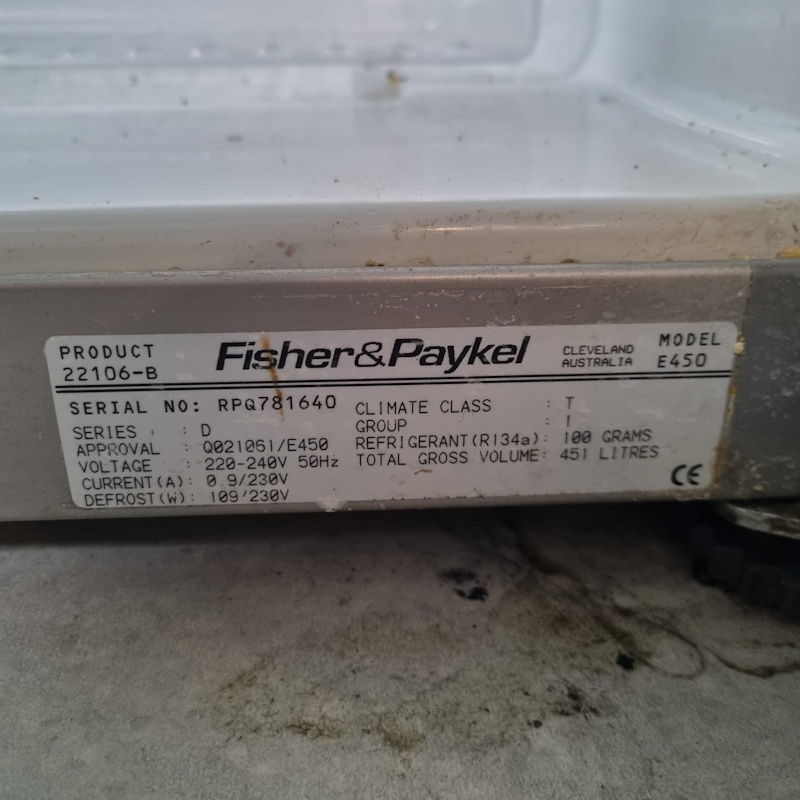 PRODUCT
22106-B
Fisher&Paykel
CLEVELAND
AUSTRALIA
MODEL
E450
SERIAL NO: RPQ781640
SERIES : D
APPROVAL : Q021061/E450
VOLTAGE : 220-240V 50Hz
CURRENT(A): 0.9/230V
DEFROST(W): 109/230V
CLIMATE CLASS : T
GROUP : I
REFRIGERANT(R134a): 100 GRAMS
TOTAL GROSS VOLUME: 451 LITRES
CE